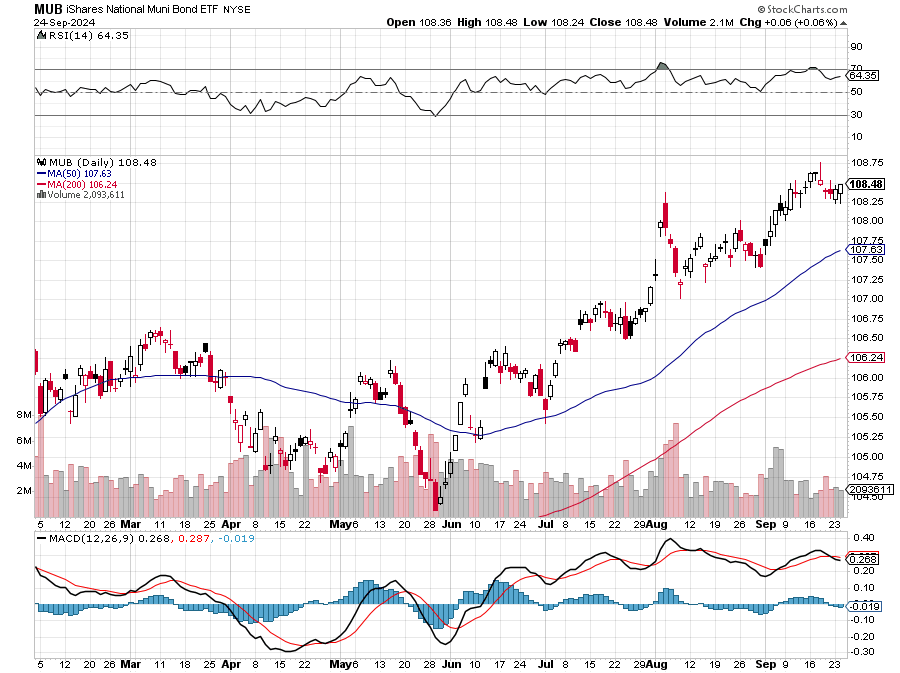 MUB iShares National Muni Bond ETF NYSE © StockCharts.com
24-Sep-2024 Open 108.36 High 108.48 Low 108.24 Close 108.48 Volume 2.1M Chg +0.06 (+0.06%)
RSI(14) 64.35
90
70
64.35
50
30
10
MUB (Daily) 108.48
MA(50) 107.63
MA(200) 106.24
Volume 2,093,611
108.75
108.48
108.25
108.00
107.75
107.63
107.50
107.25
107.00
106.75
106.50
106.24
106.00
105.75
105.50
105.25
105.00
104.75
104.50
8M
6M
4M
2M
2093611
5 12 20 26 Mar 11 18 25 Apr 8 15 22 May 6 13 20 28 Jun 10 17 24 Jul 8 15 22 29 Aug 12 19 26 Sep 9 16 23
MACD(12,26,9) 0.268, 0.287, -0.019
0.40
0.268
0.20
0.10
-0.019
-0.10
-0.20
-0.30
5 12 20 26 Mar 11 18 25 Apr 8 15 22 May 6 13 20 28 Jun 10 17 24 Jul 8 15 22 29 Aug 12 19 26 Sep 9 16 23